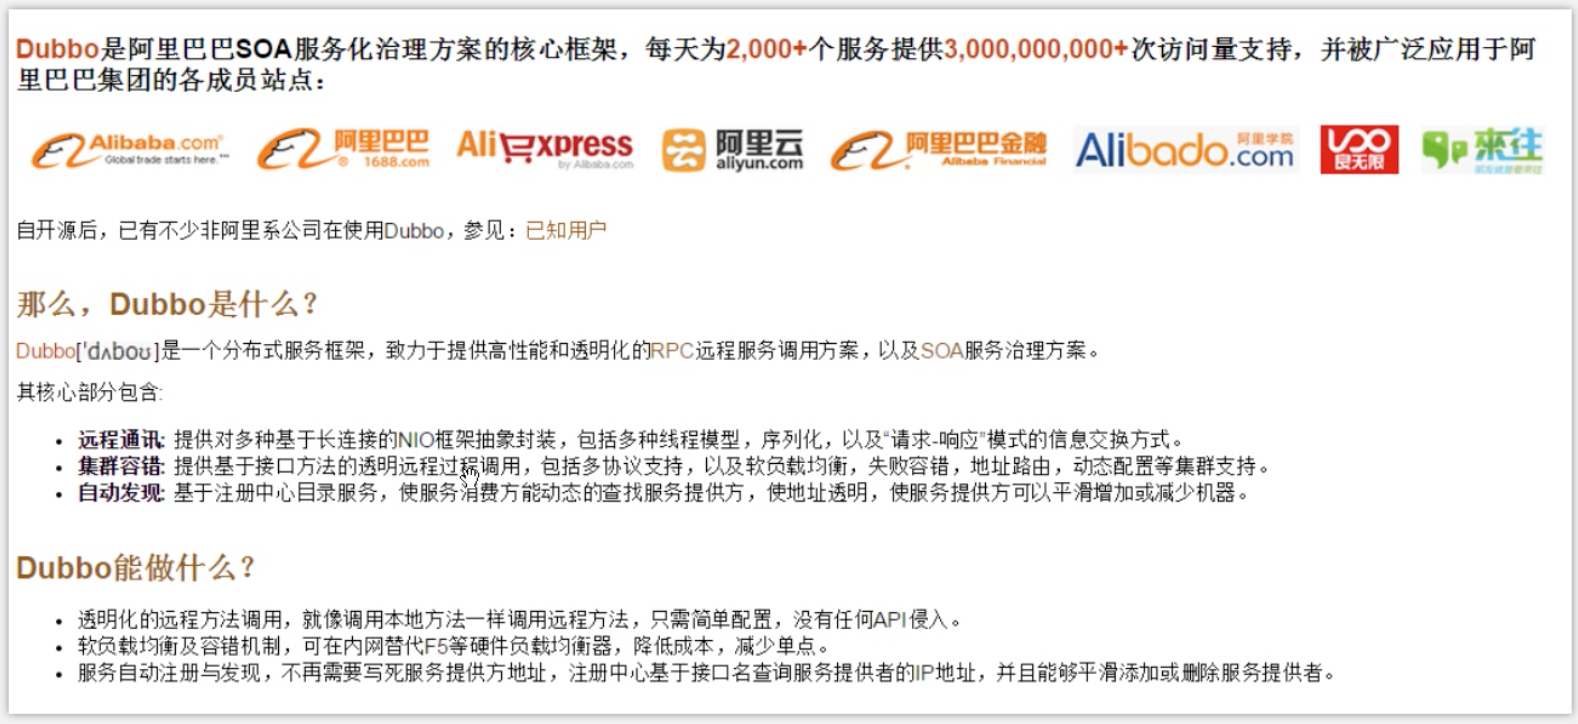 Dubbo是阿里巴巴SOA服务化治理方案的核心框架，每天为2,000+个服务提供3,000,000,000+次访问量支持，并被广泛应用于阿
里巴巴集团的各成员站点：
Alibaba.com® 阿里巴巴 AliExpress 阿里云 阿里巴巴金融 Alibado.com 阿里学院 良无限 来往
Global trade starts here.™ 1688.com by Alibaba.com aliyun.com Alibaba Financial
自开源后，已有不少非阿里系公司在使用Dubbo，参见：已知用户
那么，Dubbo是什么？
Dubbo['dʌbəʊ]是一个分布式服务框架，致力于提供高性能和透明化的RPC远程服务调用方案，以及SOA服务治理方案。
其核心部分包含:
• 远程通讯: 提供对多种基于长连接的NIO框架抽象封装，包括多种线程模型，序列化，以及“请求-响应”模式的信息交换方式。
• 集群容错: 提供基于接口方法的透明远程过程调用，包括多协议支持，以及软负载均衡，失败容错，地址路由，动态配置等集群支持。
• 自动发现: 基于注册中心目录服务，使服务消费方能动态的查找服务提供方，使地址透明，使服务提供方可以平滑增加或减少机器。
Dubbo能做什么？
• 透明化的远程方法调用，就像调用本地方法一样调用远程方法，只需简单配置，没有任何API侵入。
• 软负载均衡及容错机制，可在内网替代F5等硬件负载均衡器，降低成本，减少单点。
• 服务自动注册与发现，不再需要写死服务提供方地址，注册中心基于接口名查询服务提供者的IP地址，并且能够平滑添加或删除服务提供者。